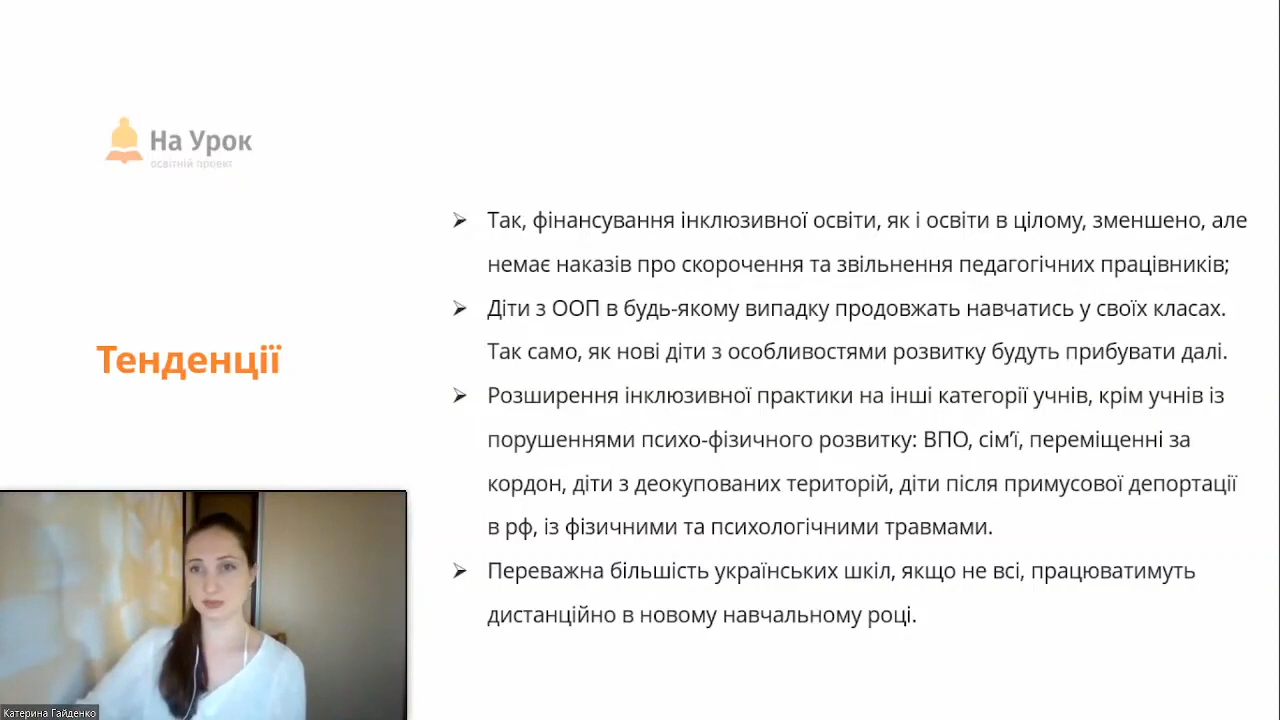 На Урок
освітній проект
Тенденції
Так, фінансування інклюзивної освіти, як і освіти в цілому, зменшено, але
немає наказів про скорочення та звільнення педагогічних працівників;
Діти з ООП в будь-якому випадку продовжать навчатись у своїх класах.
Так само, як нові діти з особливостями розвитку будуть прибувати далі.
Розширення інклюзивної практики на інші категорії учнів, крім учнів із
порушеннями психо-фізичного розвитку: ВПО, сім’ї, переміщенні за
кордон, діти з деокупованих територій, діти після примусової депортації
в рф, із фізичними та психологічними травмами.
Переважна більшість українських шкіл, якщо не всі, працюватимуть
дистанційно в новому навчальному році.
Катерина Гайденко